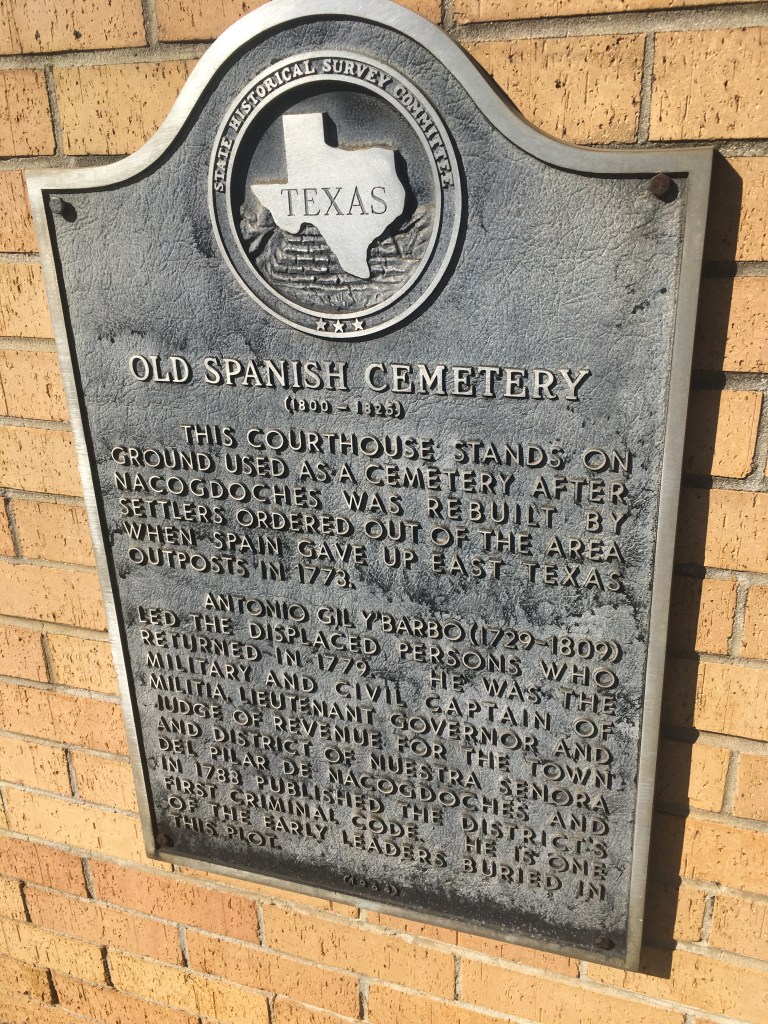 STATE HISTORICAL SURVEY COMMITTEE
TEXAS
OLD SPANISH CEMETERY
(1800 - 1825)
THIS COURTHOUSE STANDS ON
GROUND USED AS A CEMETERY AFTER
NACOGDOCHES WAS REBUILT BY
SETTLERS ORDERED OUT OF THE AREA
WHEN SPAIN GAVE UP EAST TEXAS
OUTPOSTS IN 1773.
ANTONIO GIL Y'BARBO (1729-1809)
LED THE DISPLACED PERSONS WHO
RETURNED IN 1779. HE WAS THE
MILITARY AND CIVIL CAPTAIN OF
MILITIA, LIEUTENANT GOVERNOR AND
JUDGE OF REVENUE FOR THE TOWN
AND DISTRICT OF NUESTRA SENORA
DEL PILAR DE NACOGDOCHES AND
IN 1783 PUBLISHED THE DISTRICT'S
FIRST CRIMINAL CODE. HE IS ONE
OF THE EARLY LEADERS BURIED IN
THIS PLOT.